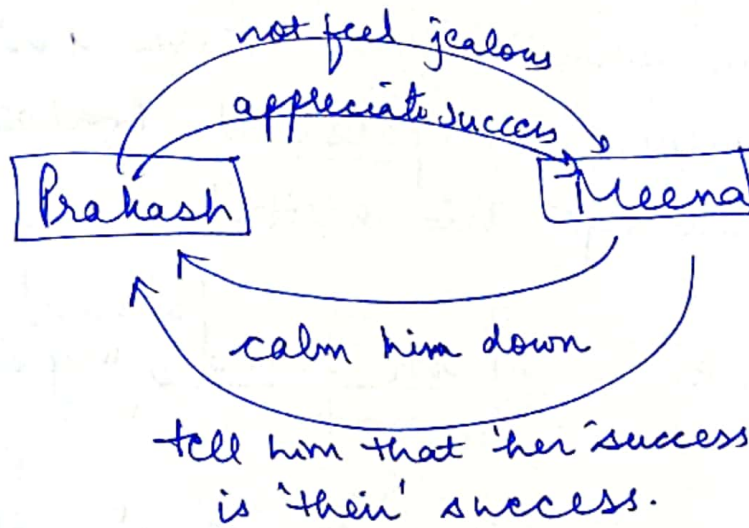 not feel jealous
appreciate success
Prakash
Meena
calm him down
tell him that 'her' success
is 'their' success.